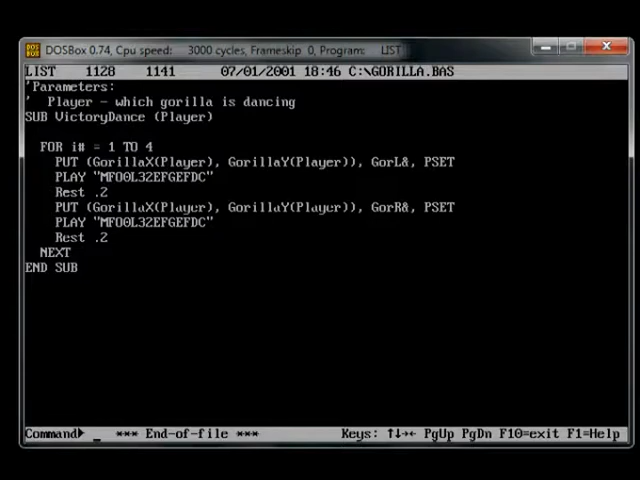 DOSBox 0.74, Cpu speed: 3000 cycles, Frameskip 0, Program: LIST
LIST 1128 1141 07/01/2001 18:46 C:\GORILLA.BAS
'Parameters:
' Player - which gorilla is dancing
SUB VictoryDance (Player)
FOR i# = 1 TO 4
PUT (GorillaX(Player), GorillaY(Player)), GorL&, PSET
PLAY "MFO0L32EFGEFDC"
Rest .2
PUT (GorillaX(Player), GorillaY(Player)), GorR&, PSET
PLAY "MFO0L32EFGEFDC"
Rest .2
NEXT
END SUB
Command▶ _ *** End-of-file *** Keys: ↑↓→← PgUp PgDn F10=exit F1=Help